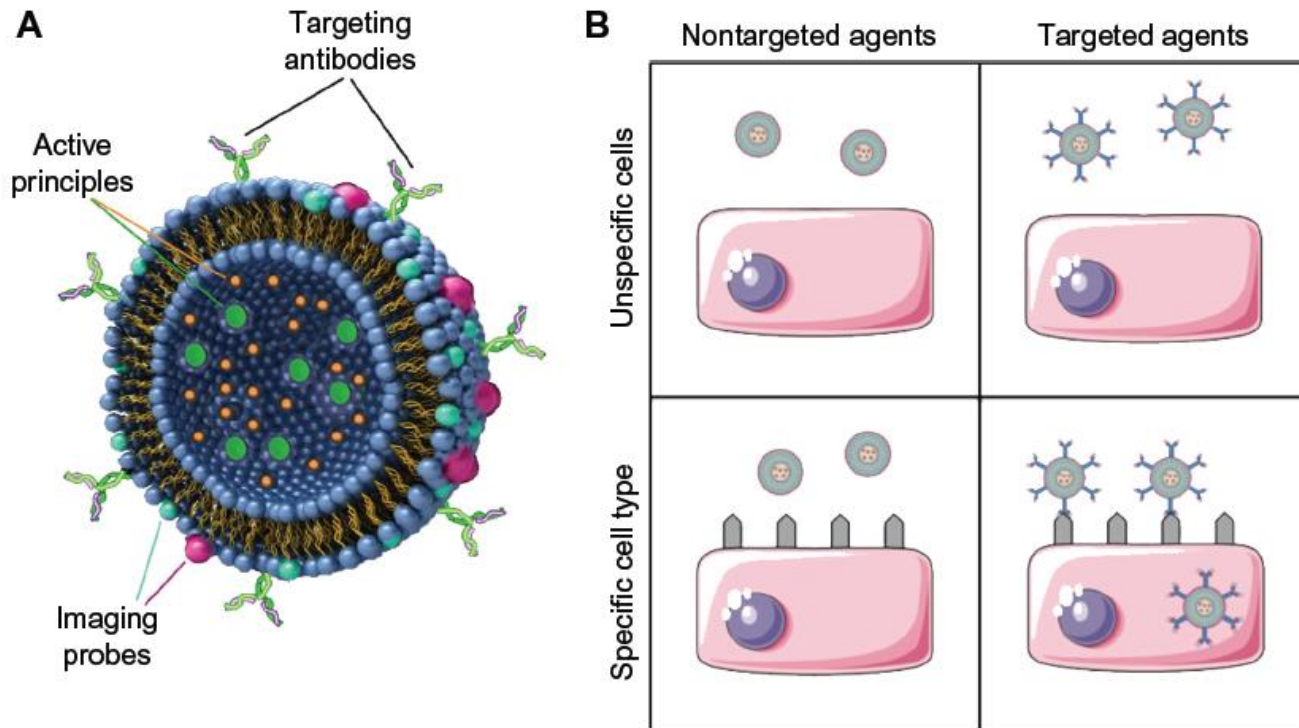 A
Targeting
antibodies
Active
principles
Imaging
probes
B
Nontargeted agents
Targeted agents
Unspecific cells
Specific cell type